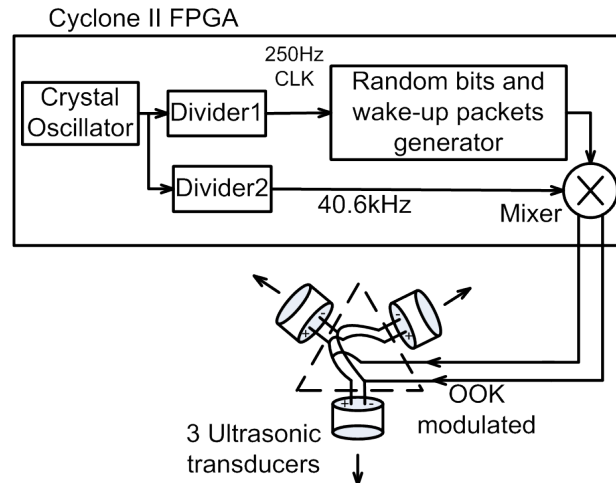 Cyclone II FPGA
250Hz
CLK
Crystal
Oscillator
Divider1
Random bits and
wake-up packets
generator
Divider2
40.6kHz
Mixer
+ -
- +
+ -
OOK
modulated
3 Ultrasonic
transducers